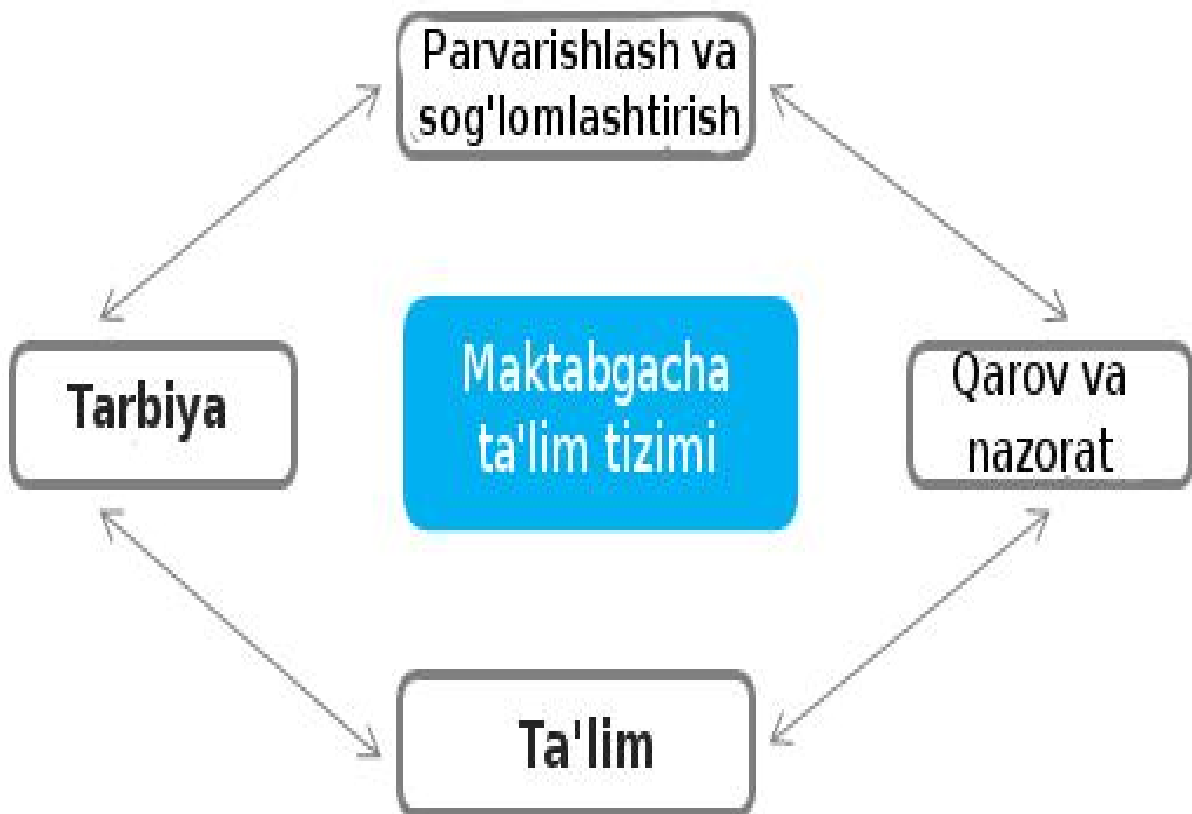 Parvarishlash va
sog'lomlashtirish
Tarbiya
Maktabgacha
ta'lim tizimi
Qarov va
nazorat
Ta'lim